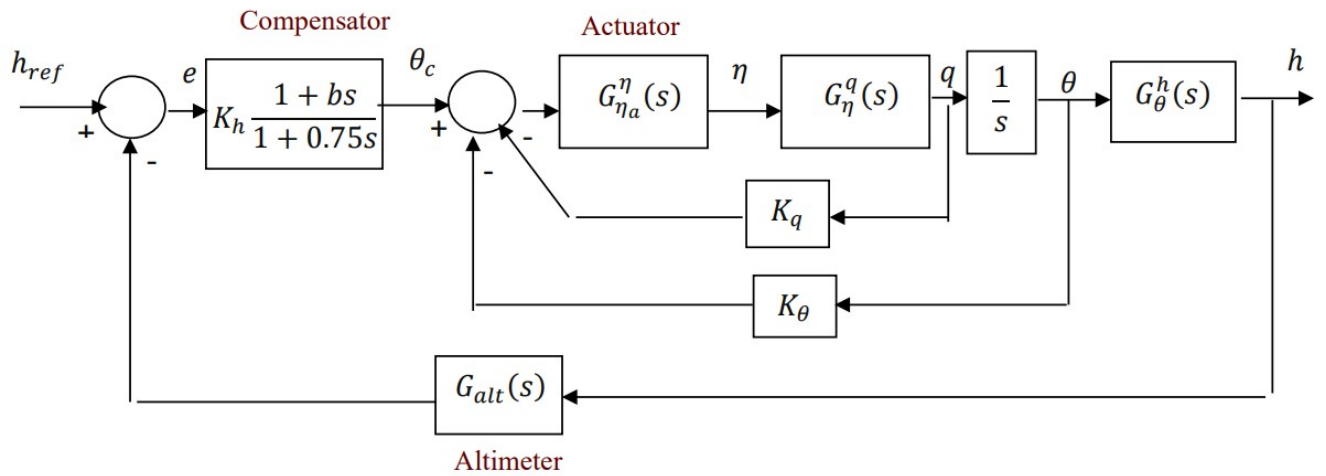 Compensator
Actuator
h_ref
e
K_h (1 + bs)/(1 + 0.75s)
θ_c
G^η_{η_a}(s)
η
G^q_η(s)
q
1/s
θ
G^h_θ(s)
h
+
-
+
-
-
K_q
K_θ
G_alt(s)
Altimeter